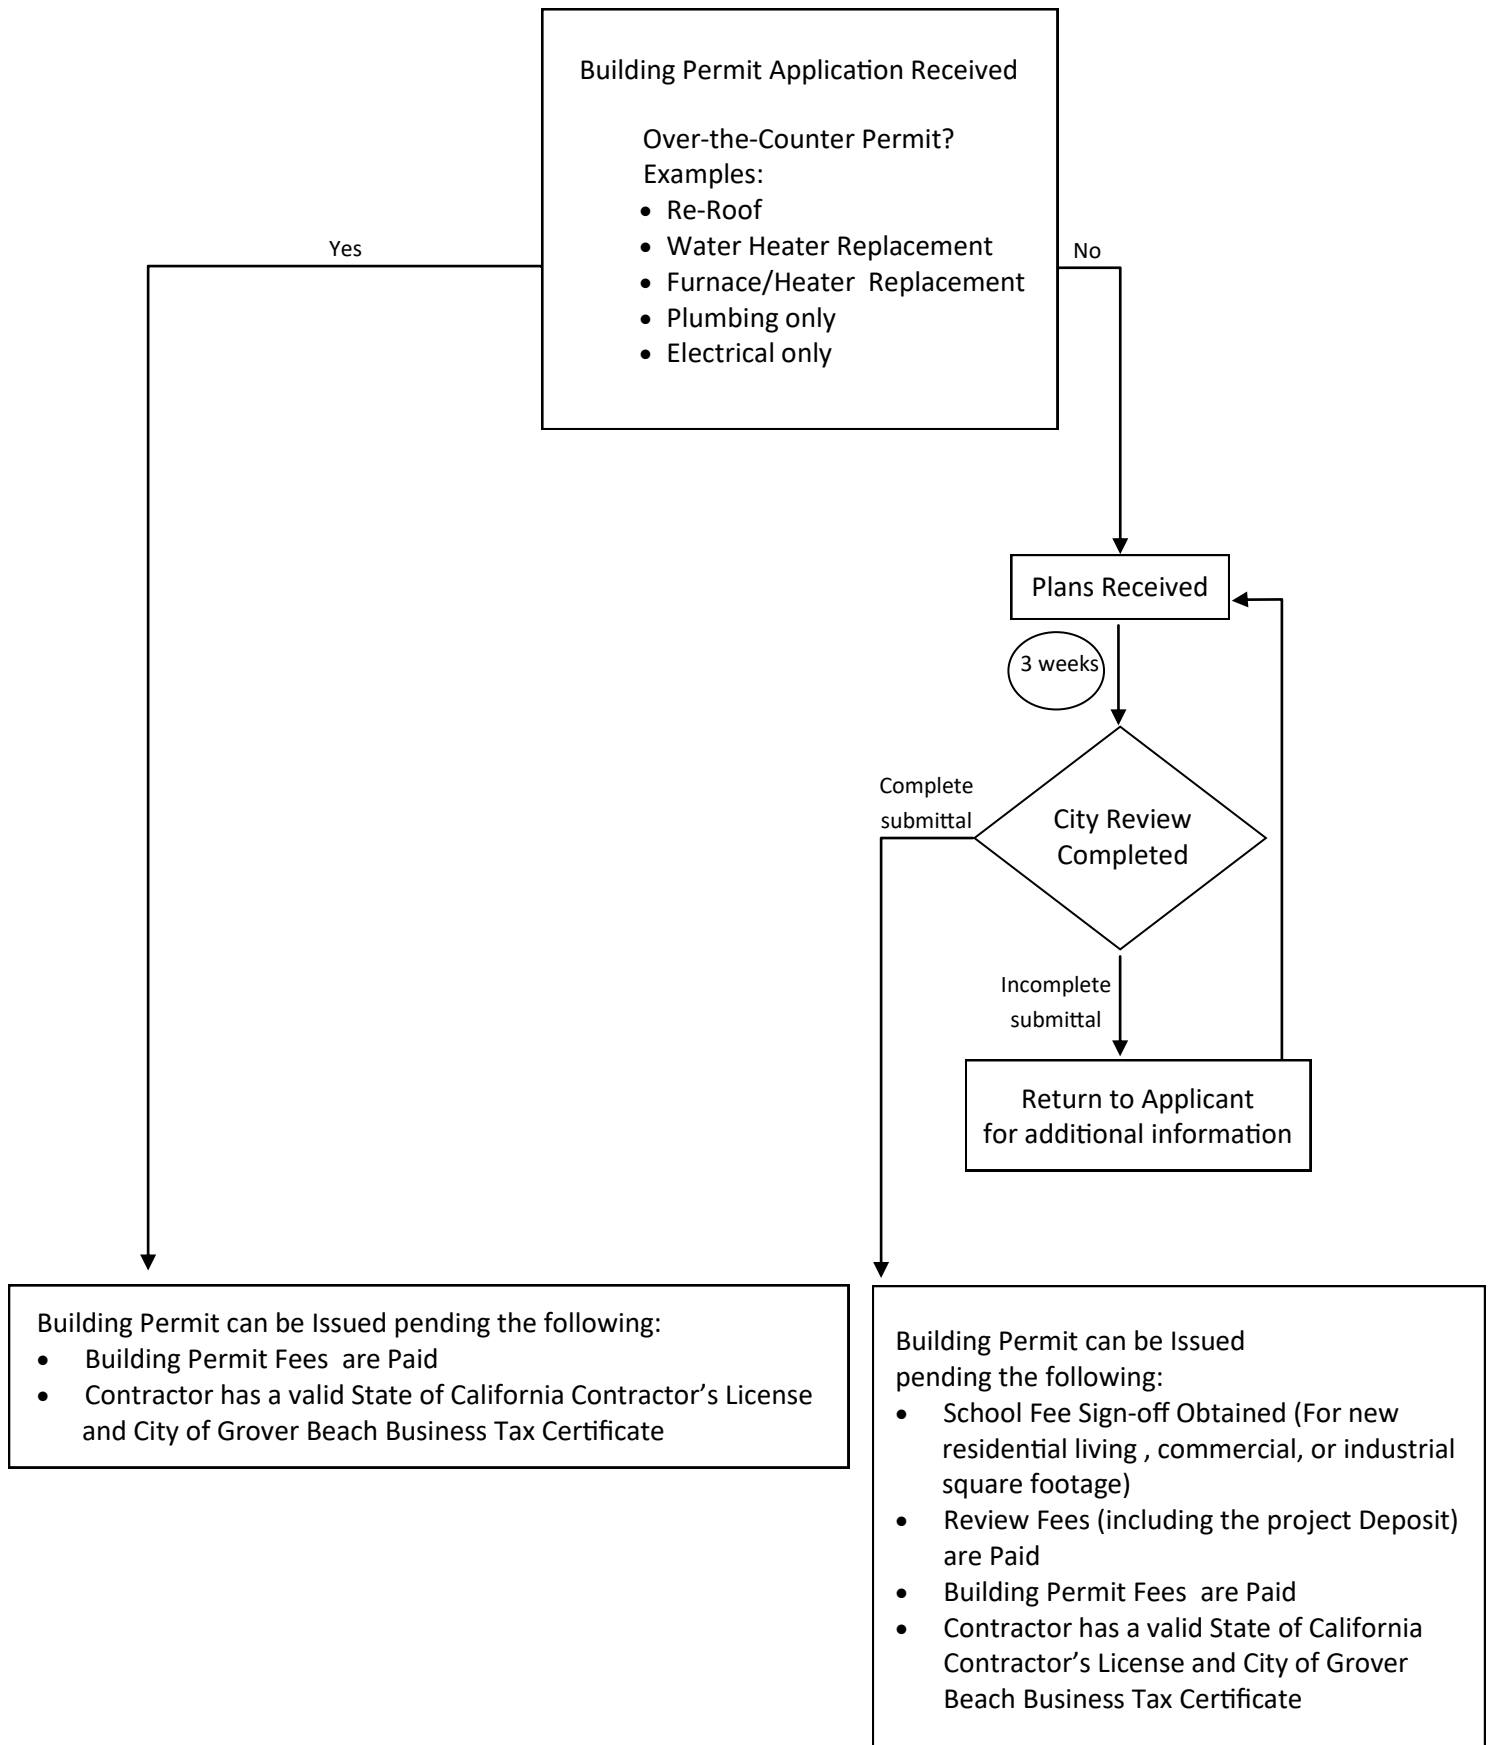 Building Permit Application Received
Over-the-Counter Permit?
Examples:
• Re-Roof
• Water Heater Replacement
• Furnace/Heater Replacement
• Plumbing only
• Electrical only
Yes
No
Plans Received
3 weeks
Complete
submittal
City Review
Completed
Incomplete
submittal
Return to Applicant
for additional information
Building Permit can be Issued pending the following:
• Building Permit Fees are Paid
• Contractor has a valid State of California Contractor’s License
and City of Grover Beach Business Tax Certificate
Building Permit can be Issued
pending the following:
• School Fee Sign-off Obtained (For new
residential living , commercial, or industrial
square footage)
• Review Fees (including the project Deposit)
are Paid
• Building Permit Fees are Paid
• Contractor has a valid State of California
Contractor’s License and City of Grover
Beach Business Tax Certificate